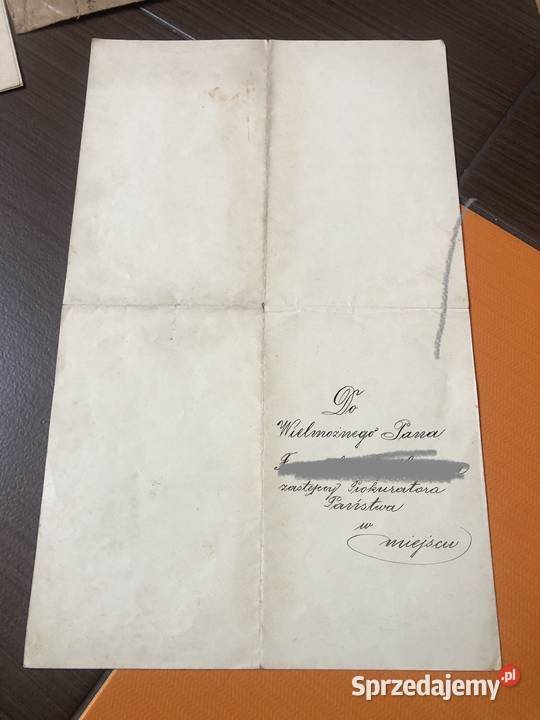 Do
Wielmożnego Pana
zastępcy Prokuratora
Państwa
w
miejscu
Sprzedajemy.pl